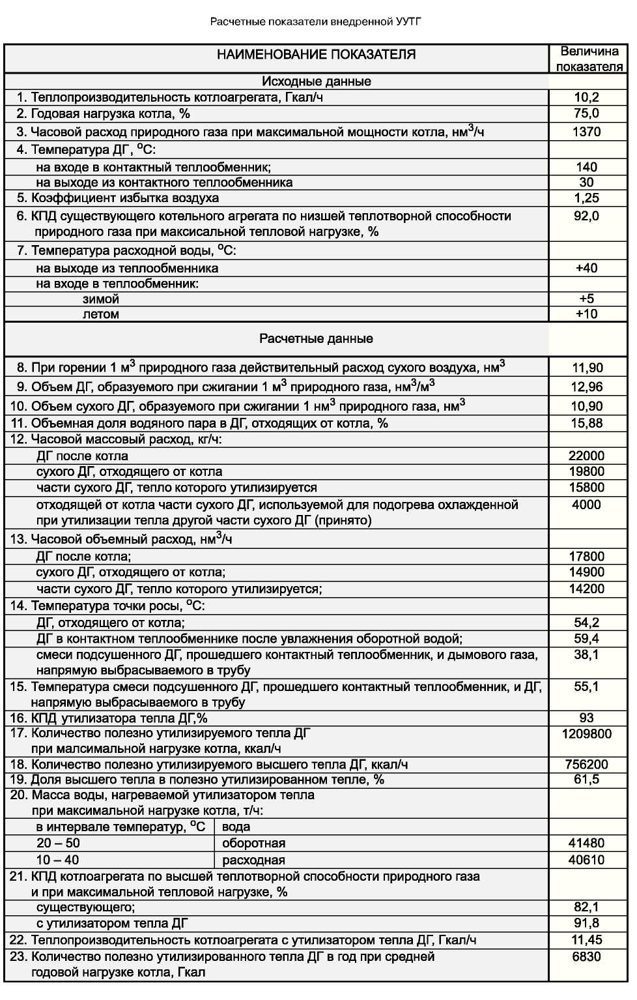 Расчетные показатели внедренной УУТГ
НАИМЕНОВАНИЕ ПОКАЗАТЕЛЯ
Величина
показателя
Исходные данные
1. Теплопроизводительность котлоагрегата, Гкал/ч 10,2
2. Годовая нагрузка котла, % 75,0
3. Часовой расход природного газа при максимальной мощности котла, нм3/ч 1370
4. Температура ДГ, оС:
на входе в контактный теплообменник; 140
на выходе из контактного теплообменника 30
5. Коэффициент избытка воздуха 1,25
6. КПД существующего котельного агрегата по низшей теплотворной способности 92,0
природного газа при максисальной тепловой нагрузке, %
7. Температура расходной воды, оС:
на выходе из теплообменника +40
на входе в теплообменник:
зимой +5
летом +10
Расчетные данные
8. При горении 1 м3 природного газа действительный расход сухого воздуха, нм3 11,90
9. Объем ДГ, образуемого при сжигании 1 м3 природного газа, нм3/м3 12,96
10. Объем сухого ДГ, образуемого при сжигании 1 нм3 природного газа, нм3 10,90
11. Объемная доля водяного пара в ДГ, отходящих от котла, % 15,88
12. Часовой массовый расход, кг/ч:
ДГ после котла 22000
сухого ДГ, отходящего от котла 19800
части сухого ДГ, тепло которого утилизируется 15800
отходящей от котла части сухого ДГ, используемой для подогрева охлажденной 4000
при утилизации тепла другой части сухого ДГ (принято)
13. Часовой объемный расход, нм3/ч
ДГ после котла; 17800
сухого ДГ, отходящего от котла; 14900
части сухого ДГ, тепло которого утилизируется; 14200
14. Температура точки росы, оС:
ДГ, отходящего от котла; 54,2
ДГ в контактном теплообменнике после увлажнения оборотной водой; 59,4
смеси подсушенного ДГ, прошедшего контактный теплообменник, и дымового газа, 38,1
напрямую выбрасываемого в трубу
15. Температура смеси подсушенного ДГ, прошедшего контактный теплообменник, и ДГ, 55,1
напрямую выбрасываемого в трубу
16. КПД утилизатора тепла ДГ,% 93
17. Количество полезно утилизируемого тепла ДГ 1209800
при малсимальной нагрузке котла, ккал/ч
18. Количество полезно утилизируемого высшего тепла ДГ, ккал/ч 756200
19. Доля высшего тепла в полезно утилизированном тепле, % 61,5
20. Масса воды, нагреваемой утилизатором тепла
при максимальной нагрузке котла, т/ч:
в интервале температур, оС вода
20 – 50 оборотная 41480
10 – 40 расходная 40610
21. КПД котлоагрегата по высшей теплотворной способности природного газа
и при максимальной тепловой нагрузке, %
существующего; 82,1
с утилизатором тепла ДГ 91,8
22. Теплопроизводительность котлоагрегата с утилизатором тепла ДГ, Гкал/ч 11,45
23. Количество полезно утилизированного тепла ДГ в год при средней 6830
годовой нагрузке котла, Гкал